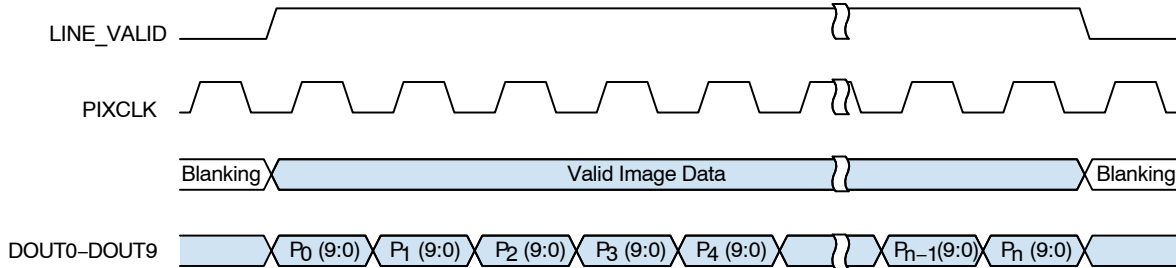 LINE_VALID
PIXCLK
Blanking Valid Image Data Blanking
DOUT0–DOUT9 P0 (9:0) P1 (9:0) P2 (9:0) P3 (9:0) P4 (9:0) Pn−1(9:0) Pn (9:0)